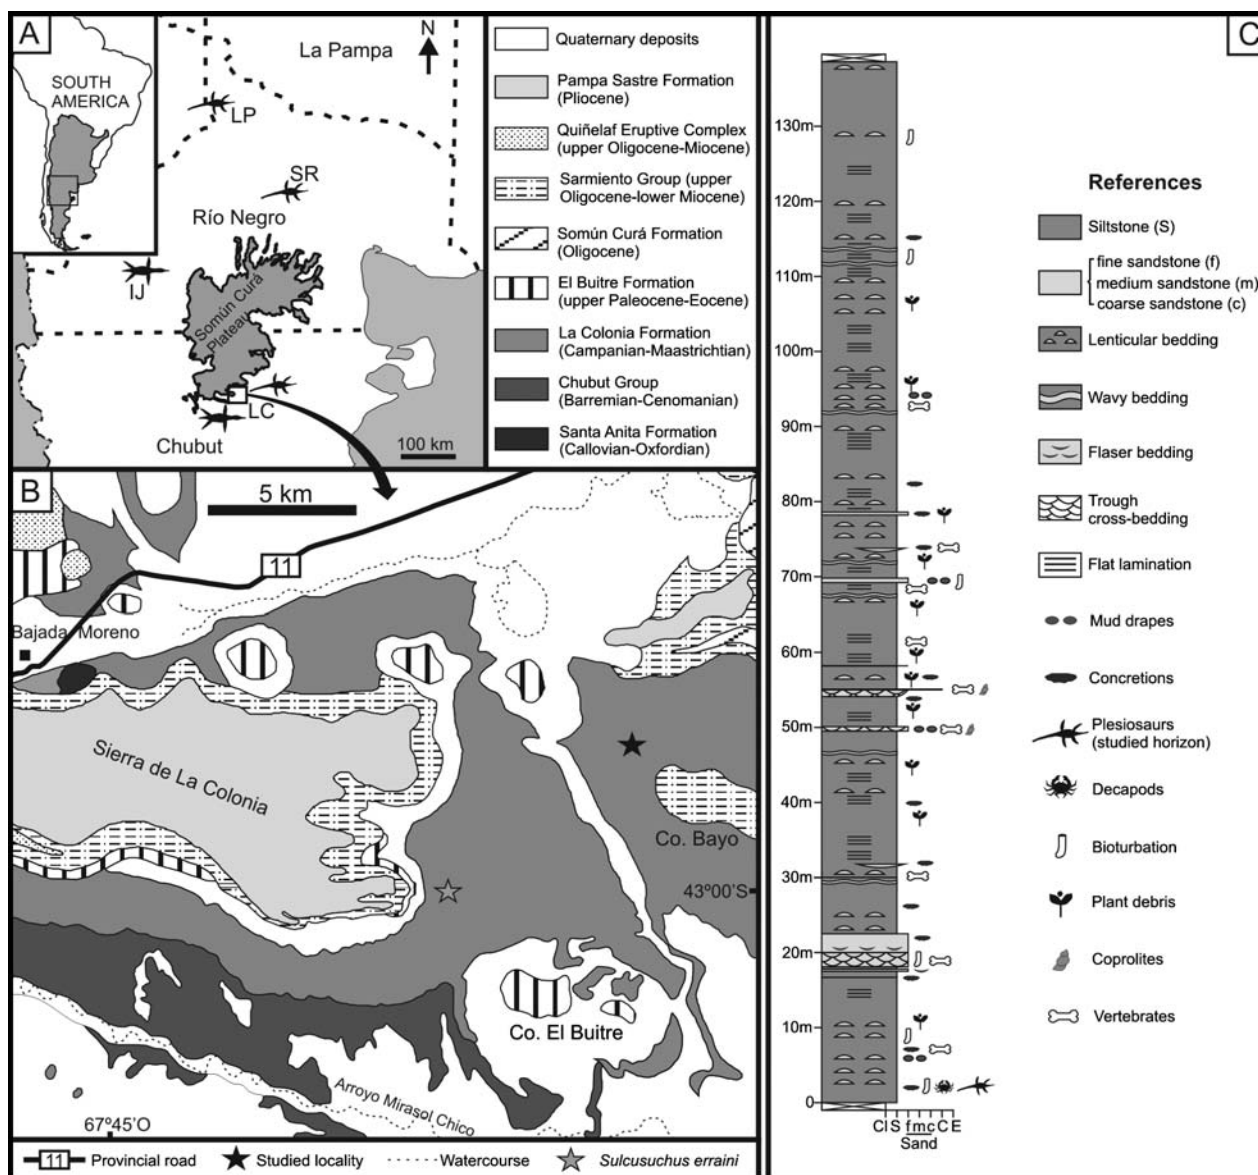 A
SOUTH
AMERICA
La Pampa
N
LP
SR
Río Negro
IJ
Somún Curá
Plateau
LC
Chubut
100 km
Quaternary deposits
Pampa Sastre Formation
(Pliocene)
Quiñelaf Eruptive Complex
(upper Oligocene-Miocene)
Sarmiento Group (upper
Oligocene-lower Miocene)
Somún Curá Formation
(Oligocene)
El Buitre Formation
(upper Paleocene-Eocene)
La Colonia Formation
(Campanian-Maastrichtian)
Chubut Group
(Barremian-Cenomanian)
Santa Anita Formation
(Callovian-Oxfordian)
B
5 km
11
Bajada Moreno
Sierra de La Colonia
Co. Bayo
43º00'S
Co. El Buitre
Arroyo Mirasol Chico
67º45'O
11 Provincial road
Studied locality
Watercourse
Sulcusuchus erraini
C
130m
120m
110m
100m
90m
80m
70m
60m
50m
40m
30m
20m
10m
0
Cl S f m c C E
Sand
References
Siltstone (S)
fine sandstone (f)
medium sandstone (m)
coarse sandstone (c)
Lenticular bedding
Wavy bedding
Flaser bedding
Trough
cross-bedding
Flat lamination
Mud drapes
Concretions
Plesiosaurs
(studied horizon)
Decapods
Bioturbation
Plant debris
Coprolites
Vertebrates